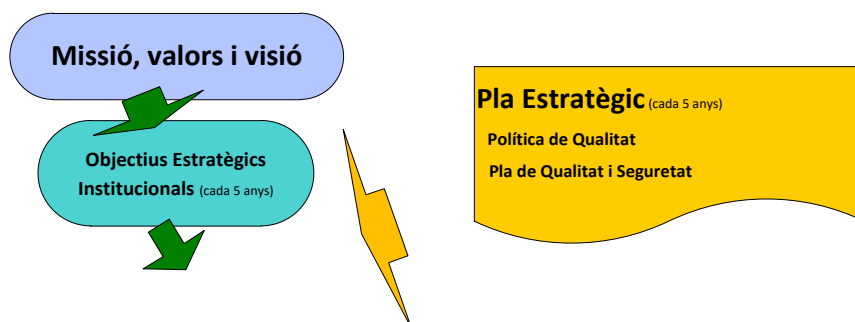 Missió, valors i visió
Objectius Estratègics
Institucionals (cada 5 anys)
Pla Estratègic (cada 5 anys)
Política de Qualitat
Pla de Qualitat i Seguretat